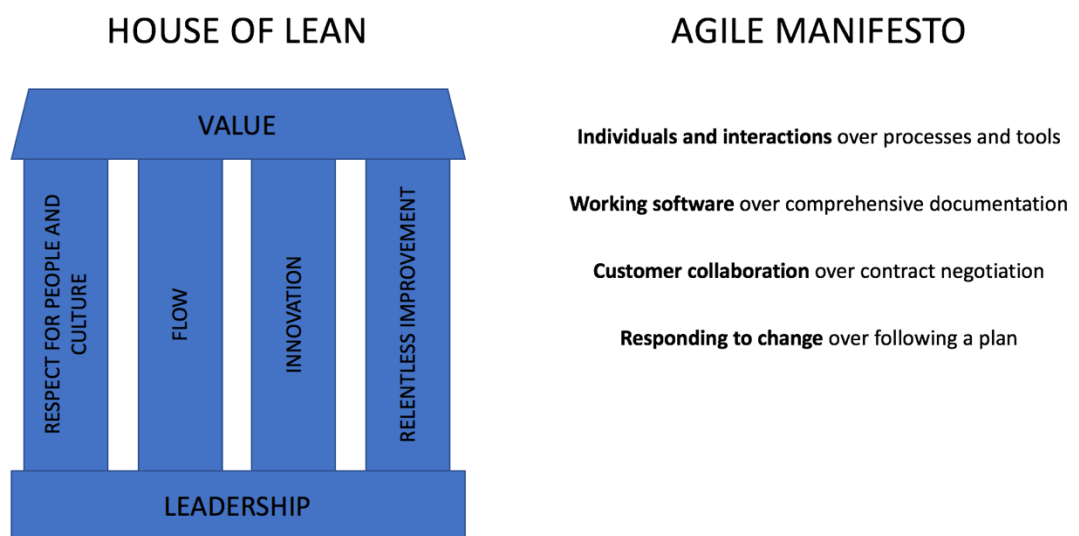 HOUSE OF LEAN
VALUE
RESPECT FOR PEOPLE AND
CULTURE
FLOW
INNOVATION
RELENTLESS IMPROVEMENT
LEADERSHIP
AGILE MANIFESTO
Individuals and interactions over processes and tools
Working software over comprehensive documentation
Customer collaboration over contract negotiation
Responding to change over following a plan